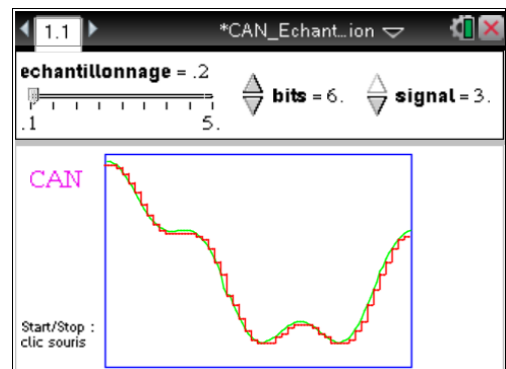 1.1 *CAN_Echant…ion
echantillonnage = .2
.1 5.
bits = 6. signal = 3.
CAN
Start/Stop :
clic souris